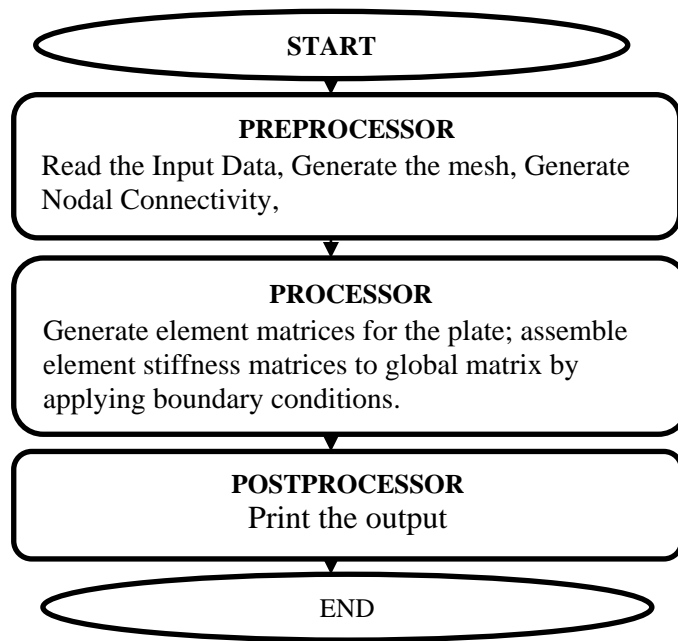 START
PREPROCESSOR
Read the Input Data, Generate the mesh, Generate
Nodal Connectivity,
PROCESSOR
Generate element matrices for the plate; assemble
element stiffness matrices to global matrix by
applying boundary conditions.
POSTPROCESSOR
Print the output
END